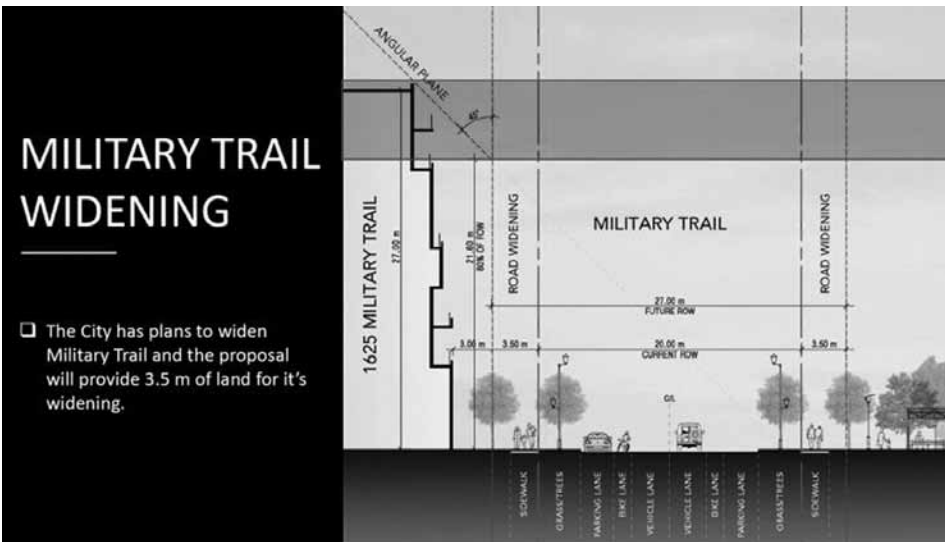 MILITARY TRAIL
WIDENING
❑ The City has plans to widen
Military Trail and the proposal
will provide 3.5 m of land for it's
widening.
ANGULAR PLANE
45°
1625 MILITARY TRAIL
27.00 m
21.60 m
80% OF ROW
ROAD WIDENING
MILITARY TRAIL
ROAD WIDENING
27.00 m
FUTURE ROW
3.00 m
3.50 m
20.00 m
CURRENT ROW
3.50 m
C/L
SIDEWALK
GRASS/TREES
PARKING LANE
BIKE LANE
VEHICLE LANE
VEHICLE LANE
BIKE LANE
PARKING LANE
GRASS/TREES
SIDEWALK